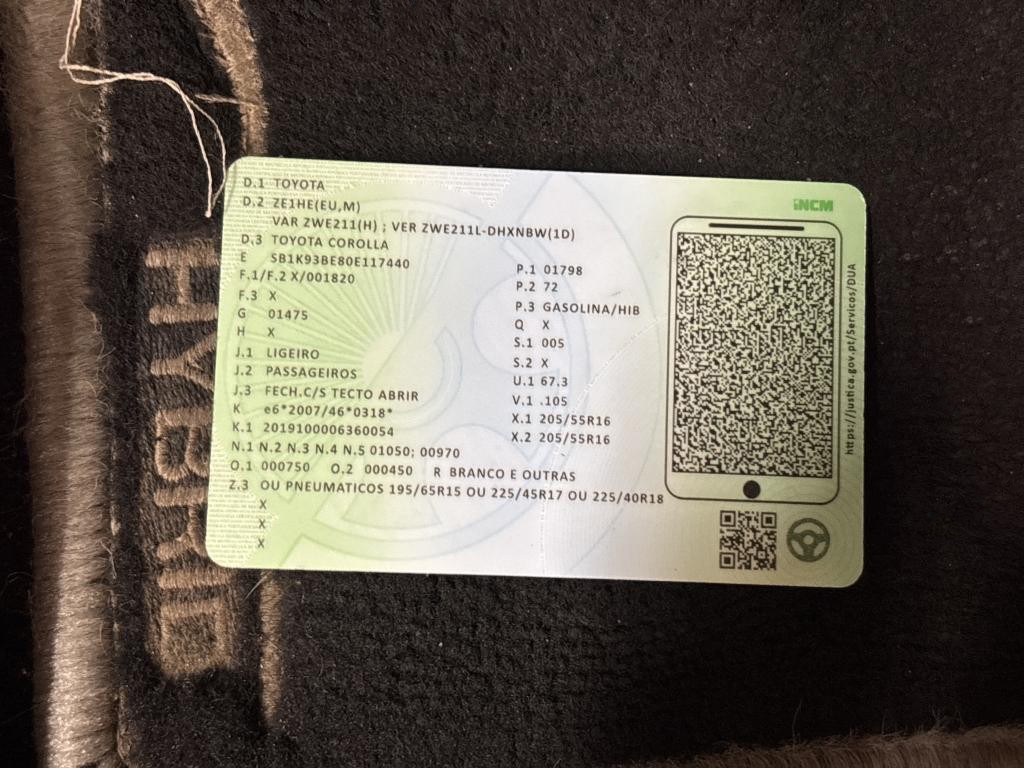 D.1 TOYOTA
D.2 ZE1HE(EU,M)
VAR ZWE211(H) ; VER ZWE211L-DHXNBW(1D)
D.3 TOYOTA COROLLA
E SB1K93BE80E117440
F.1/F.2 X/001820
F.3 X
G 01475
H X
J.1 LIGEIRO
J.2 PASSAGEIROS
J.3 FECH.C/S TECTO ABRIR
K e6*2007/46*0318*
K.1 2019100006360054
N.1 N.2 N.3 N.4 N.5 01050; 00970
O.1 000750 O.2 000450 R BRANCO E OUTRAS
Z.3 OU PNEUMATICOS 195/65R15 OU 225/45R17 OU 225/40R18
X
X
X
P.1 01798
P.2 72
P.3 GASOLINA/HIB
Q X
S.1 005
S.2 X
U.1 67.3
V.1 .105
X.1 205/55R16
X.2 205/55R16
INCM
https://justica.gov.pt/Servicos/DUA
HYBRID